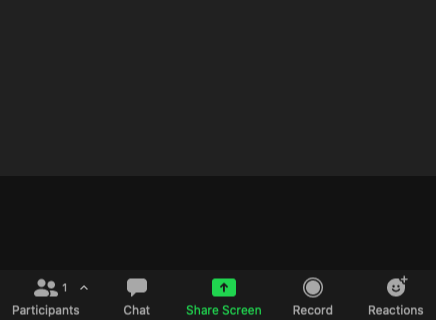 1
Participants
Chat
Share Screen
Record
Reactions